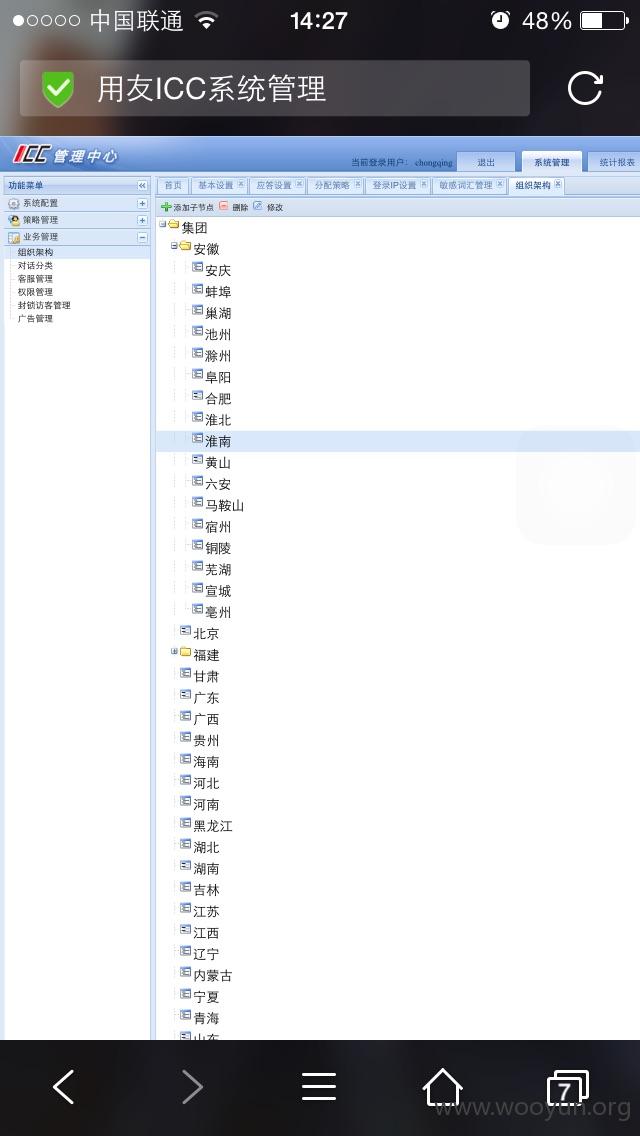 中国联通 14:27 48%
用友ICC系统管理
ICC 管理中心
当前登录用户: chongqing 退出 系统管理 统计报表
功能菜单
系统配置
策略管理
业务管理
组织架构
对话分类
客服管理
权限管理
封锁访客管理
广告管理
首页 基本设置 应答设置 分配策略 登录IP设置 敏感词汇管理 组织架构
添加子节点 删除 修改
集团
安徽
安庆
蚌埠
巢湖
池州
滁州
阜阳
合肥
淮北
淮南
黄山
六安
马鞍山
宿州
铜陵
芜湖
宣城
亳州
北京
福建
甘肃
广东
广西
贵州
海南
河北
河南
黑龙江
湖北
湖南
吉林
江苏
江西
辽宁
内蒙古
宁夏
青海
山东
7
www.wooyun.org